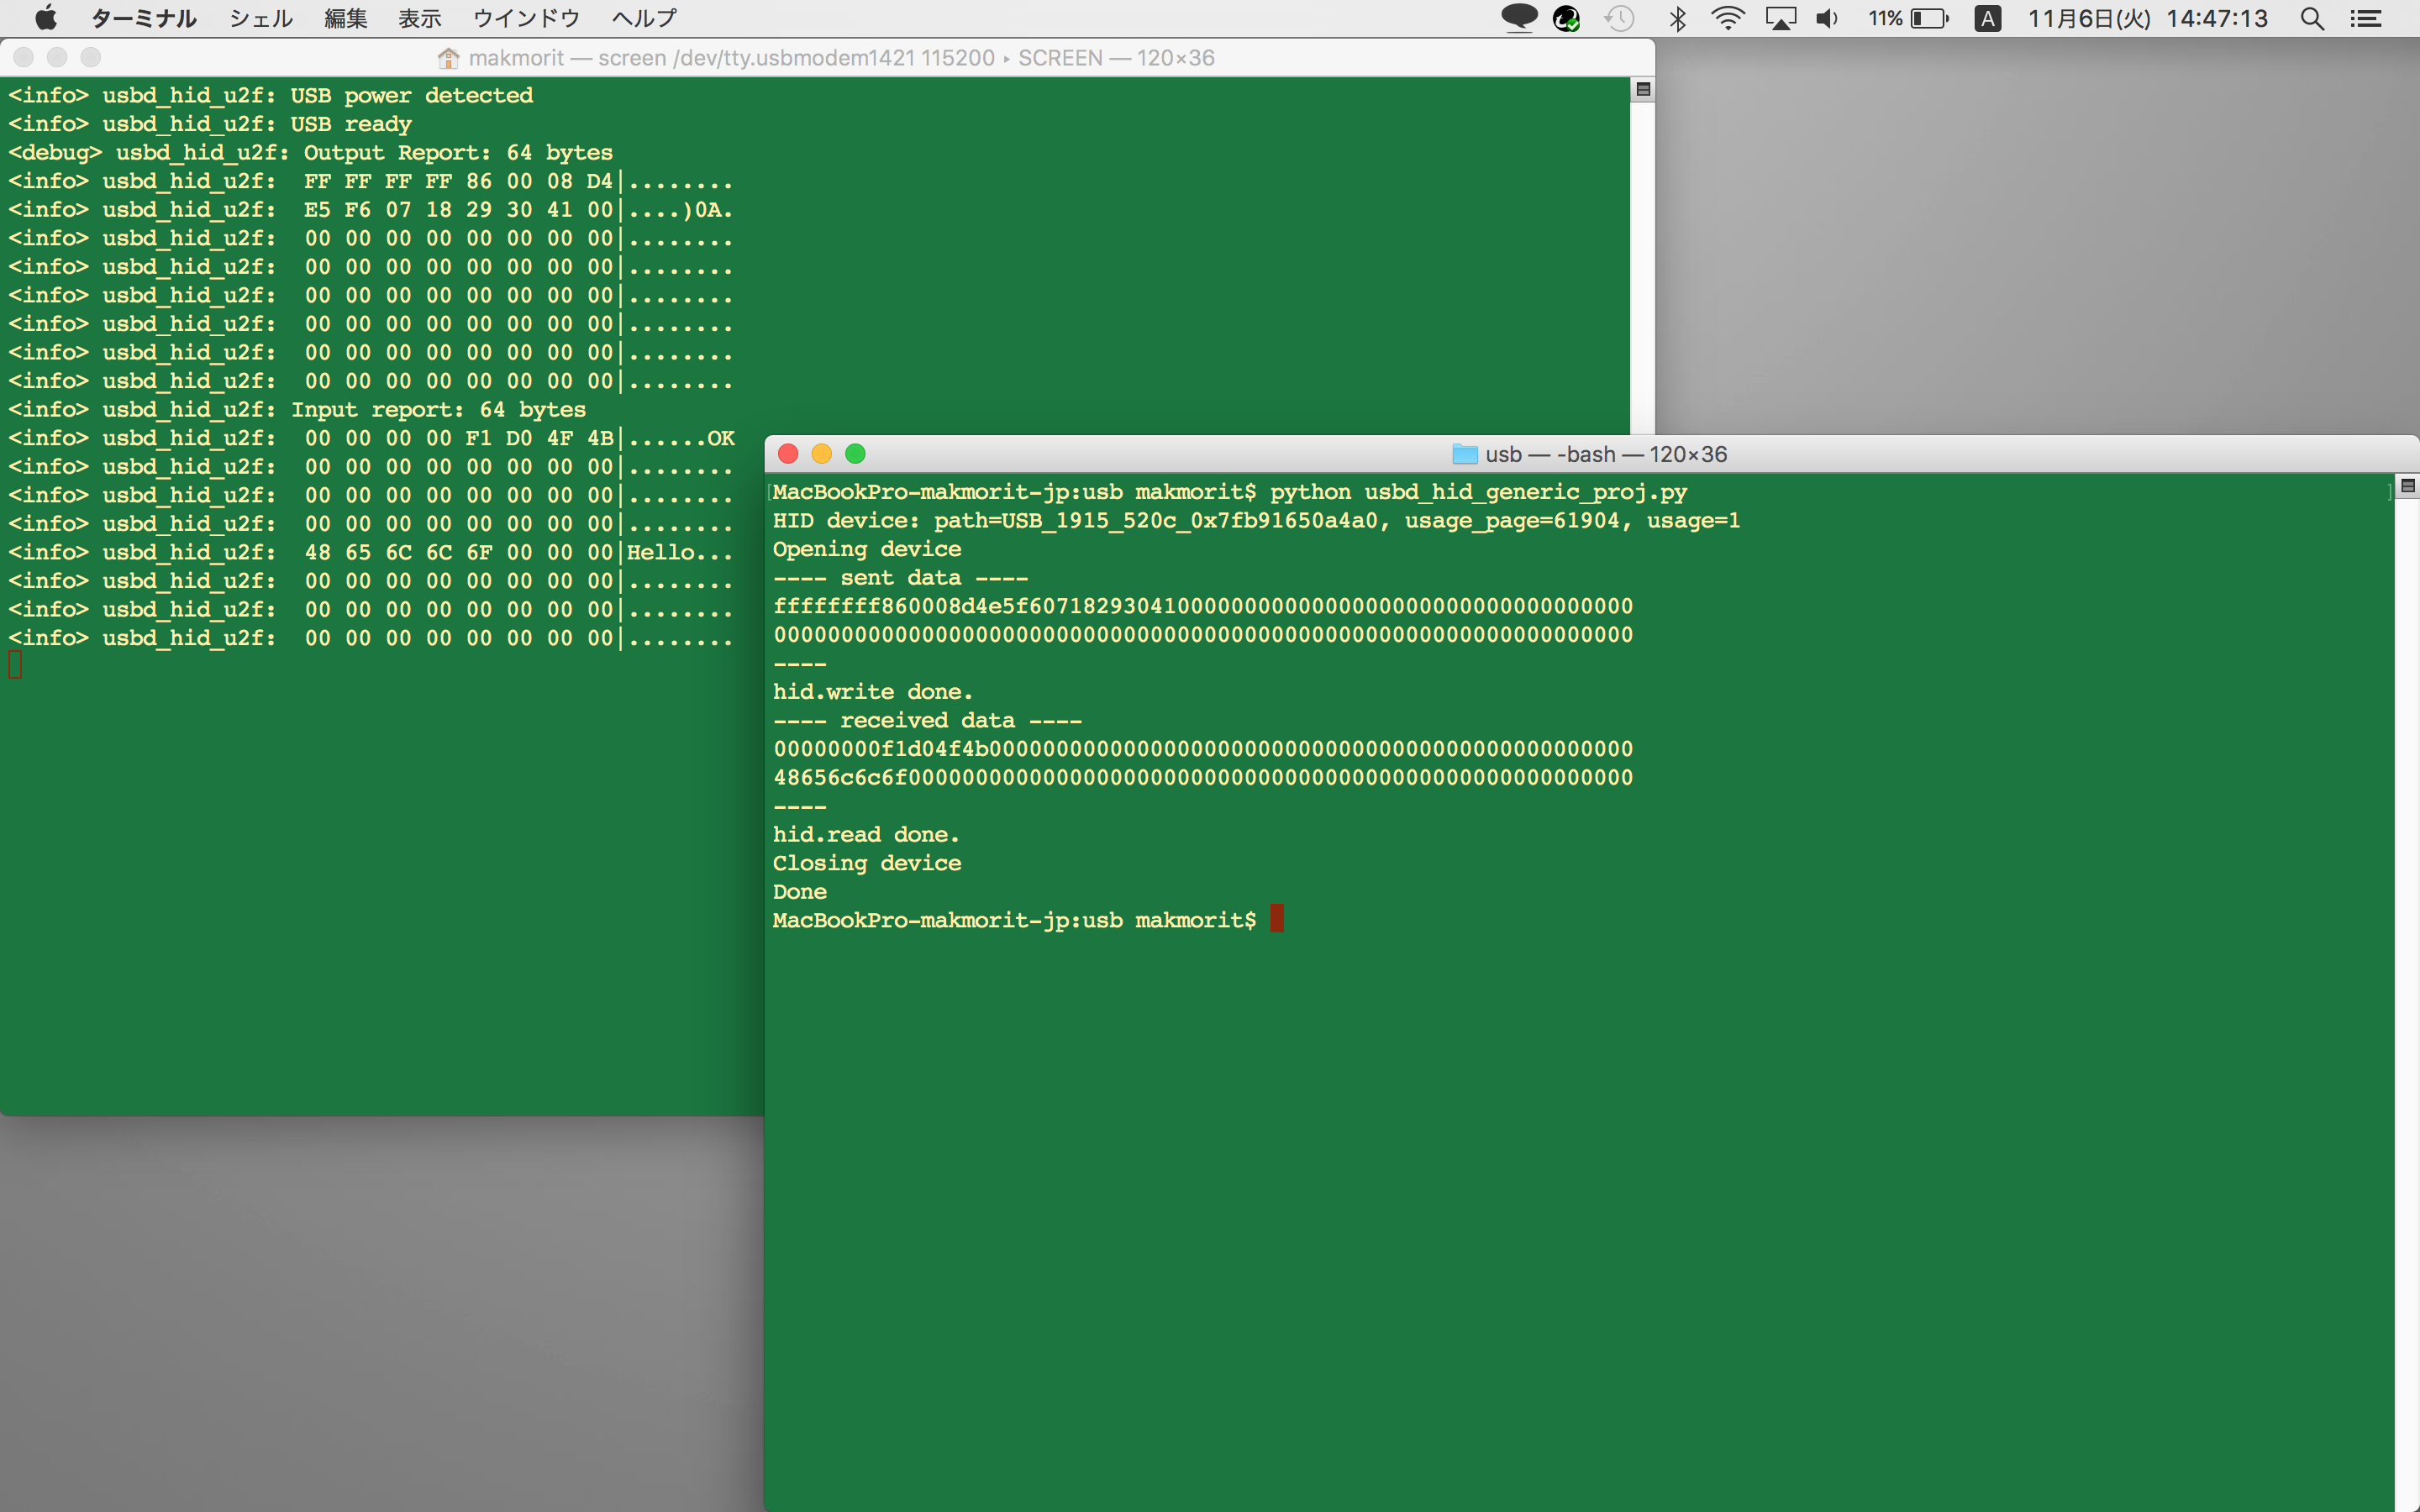 ターミナル シェル 編集 表示 ウインドウ ヘルプ 11% A 11月6日(火) 14:47:13
makmorit — screen /dev/tty.usbmodem1421 115200 ▸ SCREEN — 120×36
<info> usbd_hid_u2f: USB power detected
<info> usbd_hid_u2f: USB ready
<debug> usbd_hid_u2f: Output Report: 64 bytes
<info> usbd_hid_u2f:  FF FF FF FF 86 00 08 D4|........
<info> usbd_hid_u2f:  E5 F6 07 18 29 30 41 00|....)0A.
<info> usbd_hid_u2f:  00 00 00 00 00 00 00 00|........
<info> usbd_hid_u2f:  00 00 00 00 00 00 00 00|........
<info> usbd_hid_u2f:  00 00 00 00 00 00 00 00|........
<info> usbd_hid_u2f:  00 00 00 00 00 00 00 00|........
<info> usbd_hid_u2f:  00 00 00 00 00 00 00 00|........
<info> usbd_hid_u2f:  00 00 00 00 00 00 00 00|........
<info> usbd_hid_u2f: Input report: 64 bytes
<info> usbd_hid_u2f:  00 00 00 00 F1 D0 4F 4B|......OK
<info> usbd_hid_u2f:  00 00 00 00 00 00 00 00|........
<info> usbd_hid_u2f:  00 00 00 00 00 00 00 00|........
<info> usbd_hid_u2f:  00 00 00 00 00 00 00 00|........
<info> usbd_hid_u2f:  48 65 6C 6C 6F 00 00 00|Hello...
<info> usbd_hid_u2f:  00 00 00 00 00 00 00 00|........
<info> usbd_hid_u2f:  00 00 00 00 00 00 00 00|........
<info> usbd_hid_u2f:  00 00 00 00 00 00 00 00|........
usb — -bash — 120×36
[MacBookPro-makmorit-jp:usb makmorit$ python usbd_hid_generic_proj.py ]
HID device: path=USB_1915_520c_0x7fb91650a4a0, usage_page=61904, usage=1
Opening device
---- sent data ----
ffffffff860008d4e5f60718293041000000000000000000000000000000000
0000000000000000000000000000000000000000000000000000000000000000
----
hid.write done.
---- received data ----
00000000f1d04f4b000000000000000000000000000000000000000000000000
48656c6c6f000000000000000000000000000000000000000000000000000000
----
hid.read done.
Closing device
Done
MacBookPro-makmorit-jp:usb makmorit$